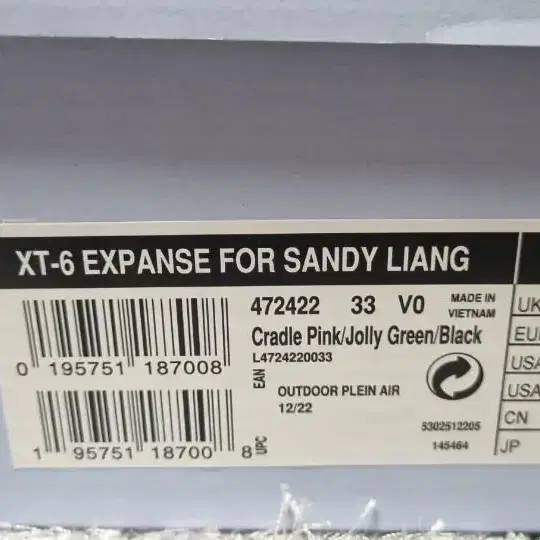 XT-6 EXPANSE FOR SANDY LIANG
472422 33 V0 MADE IN VIETNAM
Cradle Pink/Jolly Green/Black
L4724220033
0 195751 187008
EAN
OUTDOOR PLEIN AIR
12/22
5302512205
145464
1 95751 18700 8
UPC
UK
USA
USA
CN
JP